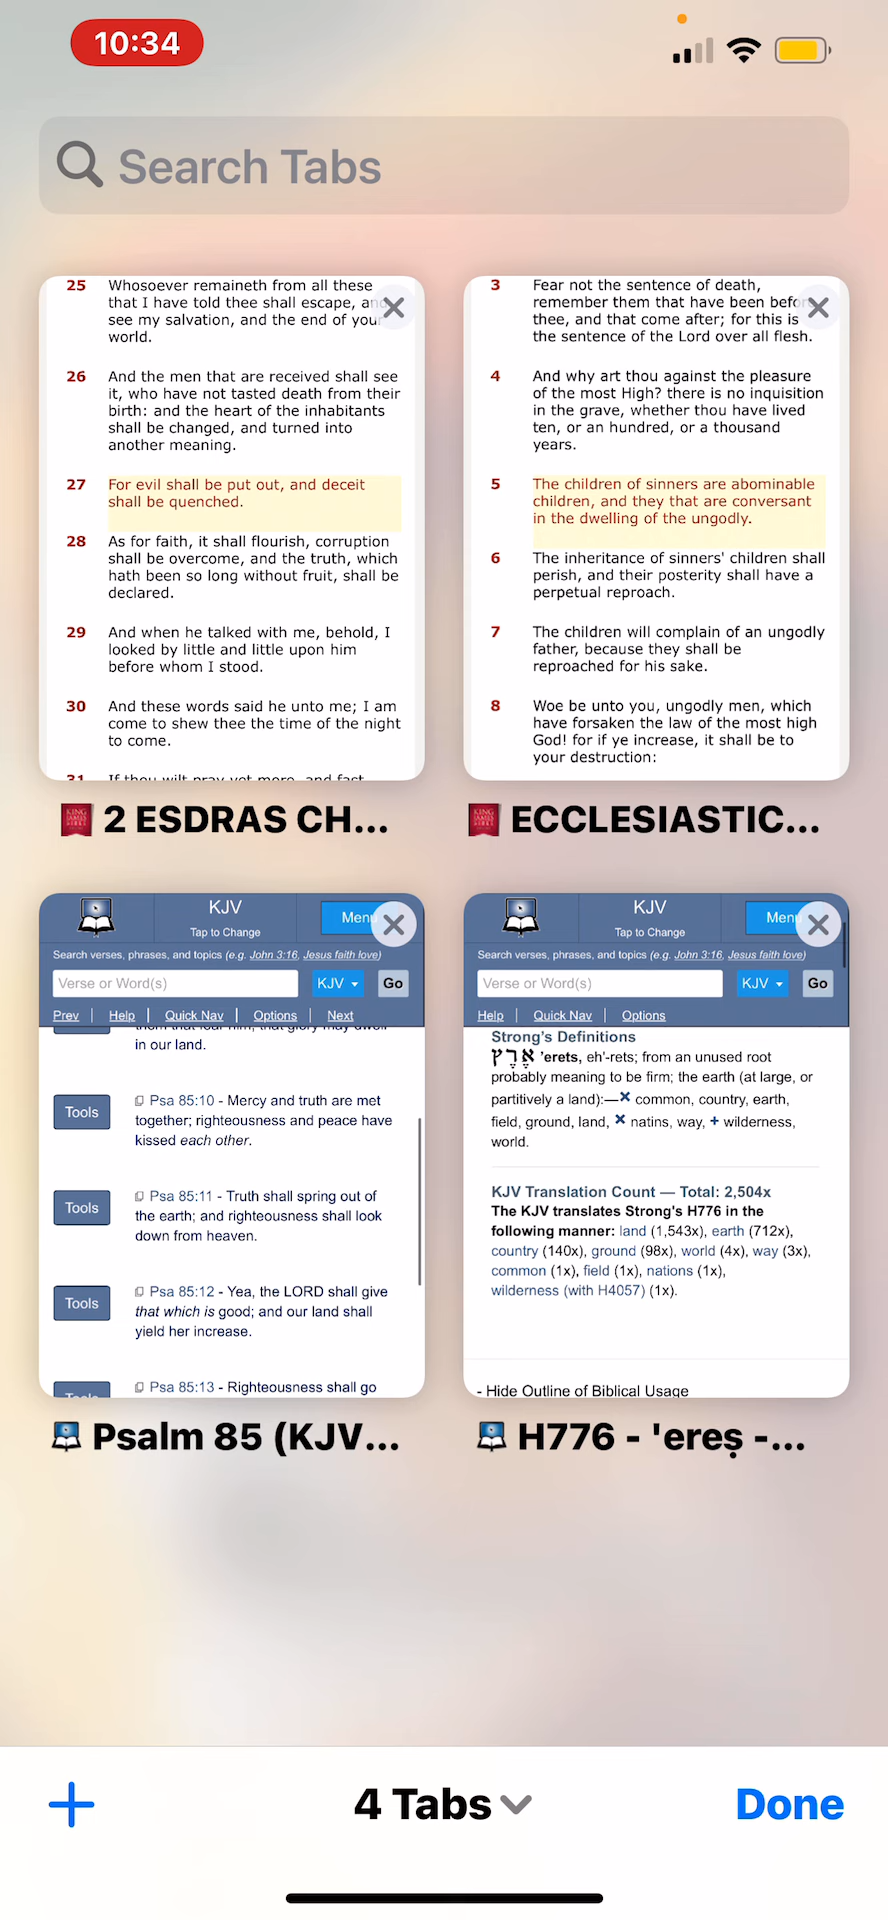 10:34
Search Tabs
25 Whosoever remaineth from all these
that I have told thee shall escape, and
see my salvation, and the end of your
world.
26 And the men that are received shall see
it, who have not tasted death from their
birth: and the heart of the inhabitants
shall be changed, and turned into
another meaning.
27 For evil shall be put out, and deceit
shall be quenched.
28 As for faith, it shall flourish, corruption
shall be overcome, and the truth, which
hath been so long without fruit, shall be
declared.
29 And when he talked with me, behold, I
looked by little and little upon him
before whom I stood.
30 And these words said he unto me; I am
come to shew thee the time of the night
to come.
31 If thou wilt pray yet more, and fast
2 ESDRAS CH...
3 Fear not the sentence of death,
remember them that have been before
thee, and that come after; for this is
the sentence of the Lord over all flesh.
4 And why art thou against the pleasure
of the most High? there is no inquisition
in the grave, whether thou have lived
ten, or an hundred, or a thousand
years.
5 The children of sinners are abominable
children, and they that are conversant
in the dwelling of the ungodly.
6 The inheritance of sinners' children shall
perish, and their posterity shall have a
perpetual reproach.
7 The children will complain of an ungodly
father, because they shall be
reproached for his sake.
8 Woe be unto you, ungodly men, which
have forsaken the law of the most high
God! for if ye increase, it shall be to
your destruction:
ECCLESIASTIC...
KJV
Tap to Change
Menu
Search verses, phrases, and topics (e.g. John 3:16, Jesus faith love)
Verse or Word(s) KJV Go
Prev Help Quick Nav Options Next
them that fear him; that glory may dwell
in our land.
Tools Psa 85:10 - Mercy and truth are met
together; righteousness and peace have
kissed each other.
Tools Psa 85:11 - Truth shall spring out of
the earth; and righteousness shall look
down from heaven.
Tools Psa 85:12 - Yea, the LORD shall give
that which is good; and our land shall
yield her increase.
Tools Psa 85:13 - Righteousness shall go
Psalm 85 (KJV...
KJV
Tap to Change
Menu
Search verses, phrases, and topics (e.g. John 3:16, Jesus faith love)
Verse or Word(s) KJV Go
Help Quick Nav Options
Strong's Definitions
אֶרֶץ 'erets, eh'-rets; from an unused root
probably meaning to be firm; the earth (at large, or
partitively a land):—× common, country, earth,
field, ground, land, × natins, way, + wilderness,
world.
KJV Translation Count — Total: 2,504x
The KJV translates Strong's H776 in the
following manner: land (1,543x), earth (712x),
country (140x), ground (98x), world (4x), way (3x),
common (1x), field (1x), nations (1x),
wilderness (with H4057) (1x).
- Hide Outline of Biblical Usage
H776 - 'ereṣ -...
4 Tabs
Done